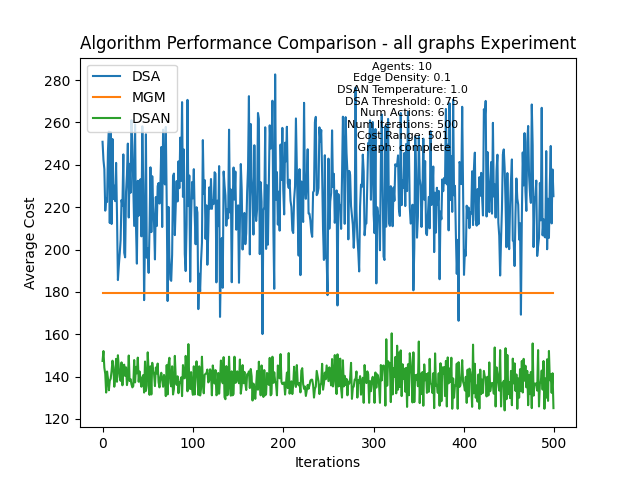 Algorithm Performance Comparison - all graphs Experiment
DSA
MGM
DSAN
Agents: 10
Edge Density: 0.1
DSAN Temperature: 1.0
DSA Threshold: 0.75
Num Actions: 6
Num Iterations: 500
Cost Range: 501
Graph: complete
Average Cost
280
260
240
220
200
180
160
140
120
0
100
200
300
400
500
Iterations